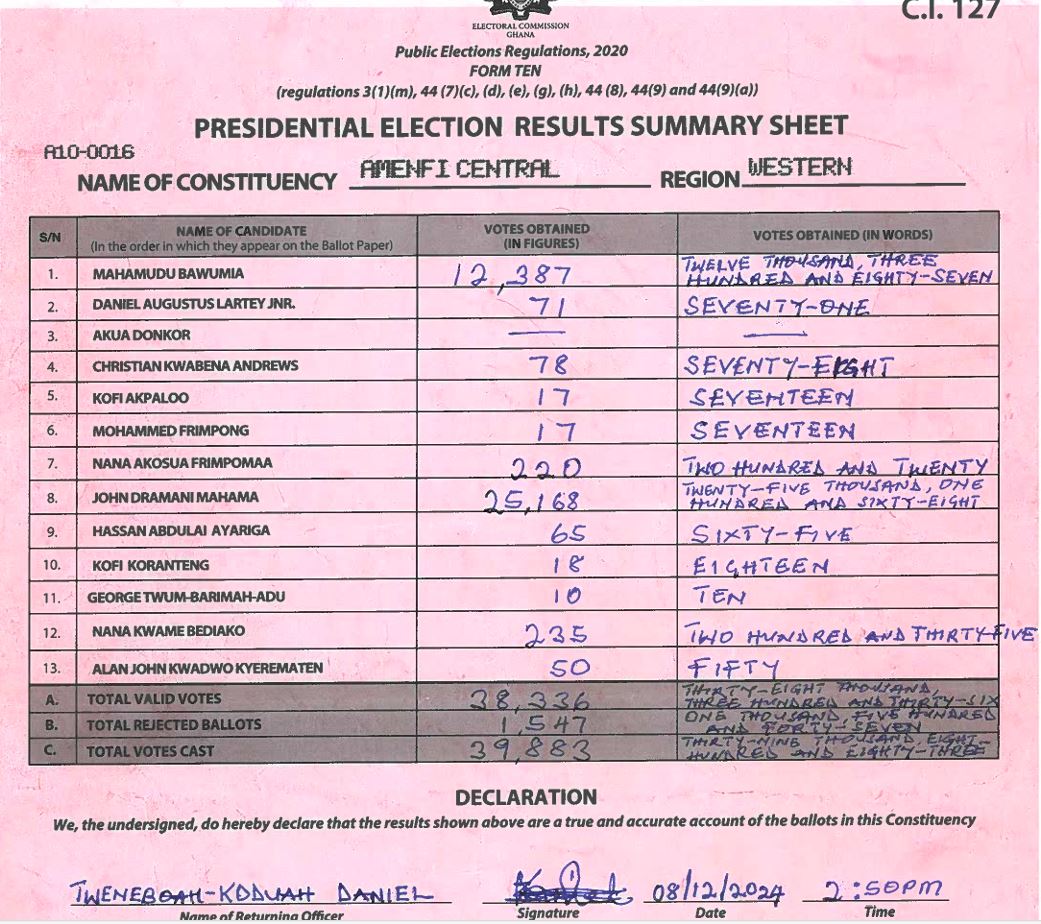 C.I. 127
ELECTORAL COMMISSION
GHANA
Public Elections Regulations, 2020
FORM TEN
(regulations 3(1)(m), 44 (7)(c), (d), (e), (g), (h), 44 (8), 44(9) and 44(9)(a))
PRESIDENTIAL ELECTION RESULTS SUMMARY SHEET
A10-0016
NAME OF CONSTITUENCY AMENFI CENTRAL REGION WESTERN
S/N NAME OF CANDIDATE (In the order in which they appear on the Ballot Paper) VOTES OBTAINED (IN FIGURES) VOTES OBTAINED (IN WORDS)
1. MAHAMUDU BAWUMIA 12,387 TWELVE THOUSAND, THREE HUNDRED AND EIGHTY-SEVEN
2. DANIEL AUGUSTUS LARTEY JNR. 71 SEVENTY-ONE
3. AKUA DONKOR — —
4. CHRISTIAN KWABENA ANDREWS 78 SEVENTY-EIGHT
5. KOFI AKPALOO 17 SEVENTEEN
6. MOHAMMED FRIMPONG 17 SEVENTEEN
7. NANA AKOSUA FRIMPOMAA 220 TWO HUNDRED AND TWENTY
8. JOHN DRAMANI MAHAMA 25,168 TWENTY-FIVE THOUSAND, ONE HUNDRED AND SIXTY-EIGHT
9. HASSAN ABDULAI AYARIGA 65 SIXTY-FIVE
10. KOFI KORANTENG 18 EIGHTEEN
11. GEORGE TWUM-BARIMAH-ADU 10 TEN
12. NANA KWAME BEDIAKO 235 TWO HUNDRED AND THIRTY-FIVE
13. ALAN JOHN KWADWO KYEREMATEN 50 FIFTY
A. TOTAL VALID VOTES 38,336 THIRTY-EIGHT THOUSAND, THREE HUNDRED AND THIRTY-SIX
B. TOTAL REJECTED BALLOTS 1,547 ONE THOUSAND FIVE HUNDRED AND FORTY-SEVEN
C. TOTAL VOTES CAST 39,883 THIRTY-NINE THOUSAND EIGHT HUNDRED AND EIGHTY-THREE
DECLARATION
We, the undersigned, do hereby declare that the results shown above are a true and accurate account of the ballots in this Constituency
TWENEBOAH-KODUAH DANIEL 08/12/2024 2:50PM
Name of Returning Officer Signature Date Time